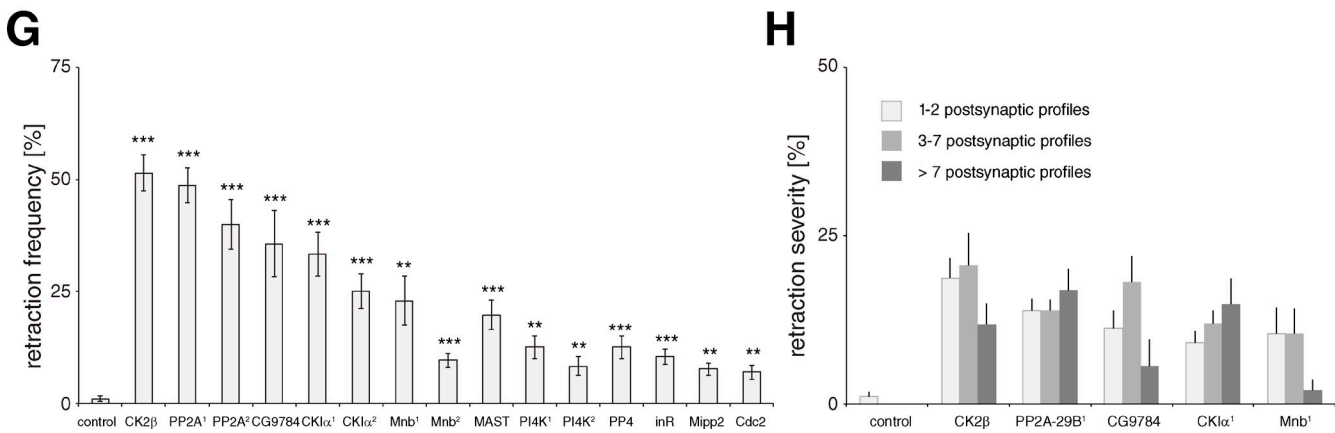 G
75
50
25
0
retraction frequency [%]
***
***
***
***
***
***
**
***
***
**
**
***
***
**
**
control CK2β PP2A¹ PP2A² CG9784 CKIα¹ CKIα² Mnb¹ Mnb² MAST PI4K¹ PI4K² PP4 inR Mipp2 Cdc2
H
50
25
0
retraction severity [%]
1-2 postsynaptic profiles
3-7 postsynaptic profiles
> 7 postsynaptic profiles
control CK2β PP2A-29B¹ CG9784 CKIα¹ Mnb¹